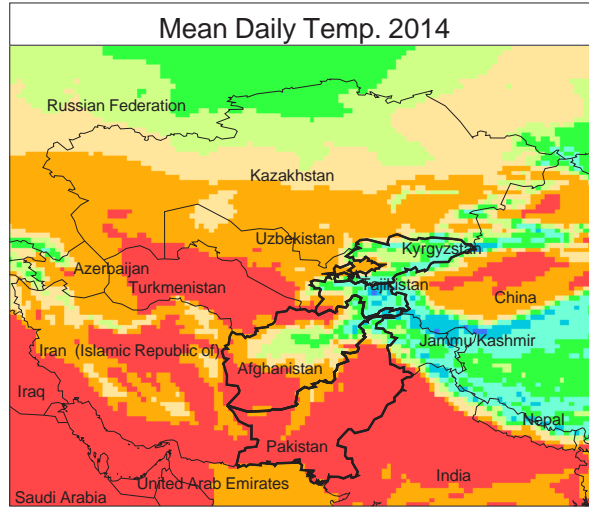 Mean Daily Temp. 2014
Russian Federation
Kazakhstan
Uzbekistan
Kyrgyzstan
Azerbaijan
Turkmenistan
Tajikistan
China
Iran (Islamic Republic of)
Afghanistan
Jammu/Kashmir
Iraq
Nepal
Pakistan
United Arab Emirates
India
Saudi Arabia